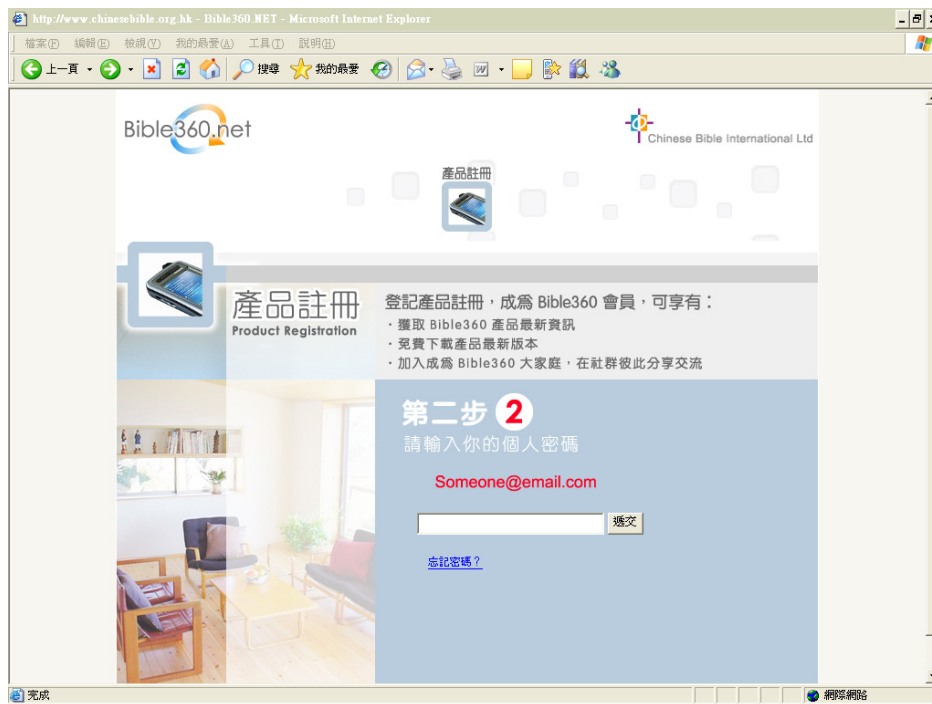 http://www.chinesebible.org.hk - Bible360.NET - Microsoft Internet Explorer
檔案(F) 編輯(E) 檢視(V) 我的最愛(A) 工具(T) 說明(H)
上一頁 搜尋 我的最愛
Bible360.net
Chinese Bible International Ltd
產品註冊
產品註冊
Product Registration
登記產品註冊，成為 Bible360 會員，可享有：
·獲取 Bible360 產品最新資訊
·免費下載產品最新版本
·加入成為 Bible360 大家庭，在社群彼此分享交流
第二步 2
請輸入你的個人密碼
Someone@email.com
遞交
忘記密碼？
完成
網際網路